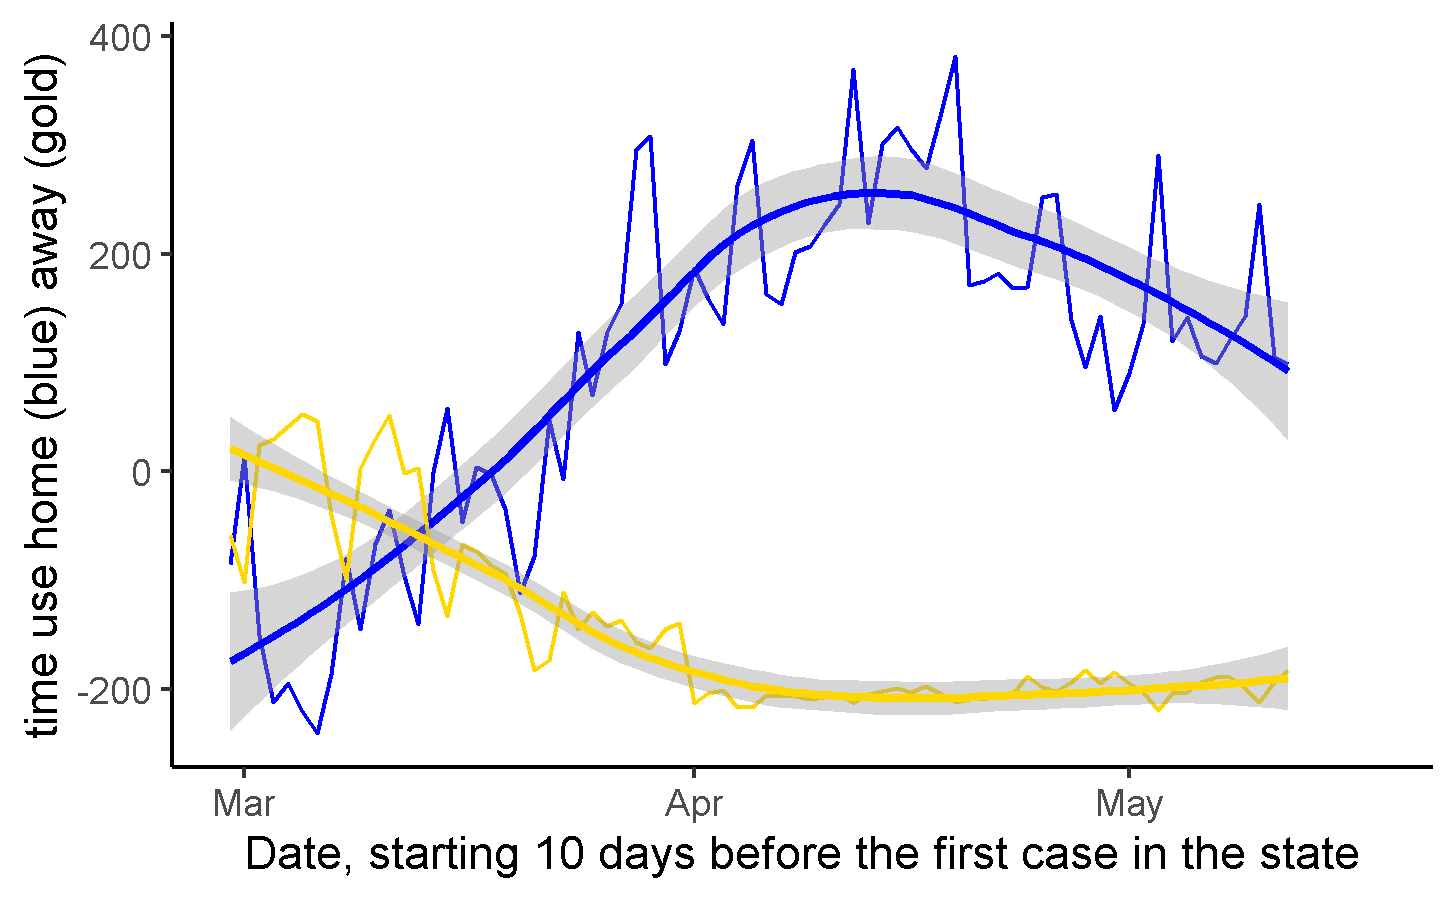 time use home (blue) away (gold)
400
200
0
-200
Mar
Apr
May
Date, starting 10 days before the first case in the state